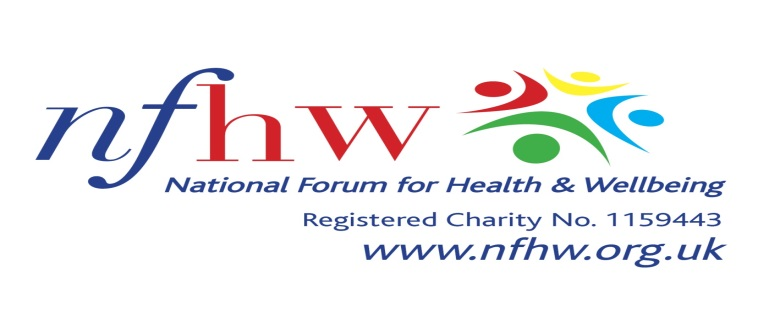 nfhw
National Forum for Health & Wellbeing
Registered Charity No. 1159443
www.nfhw.org.uk